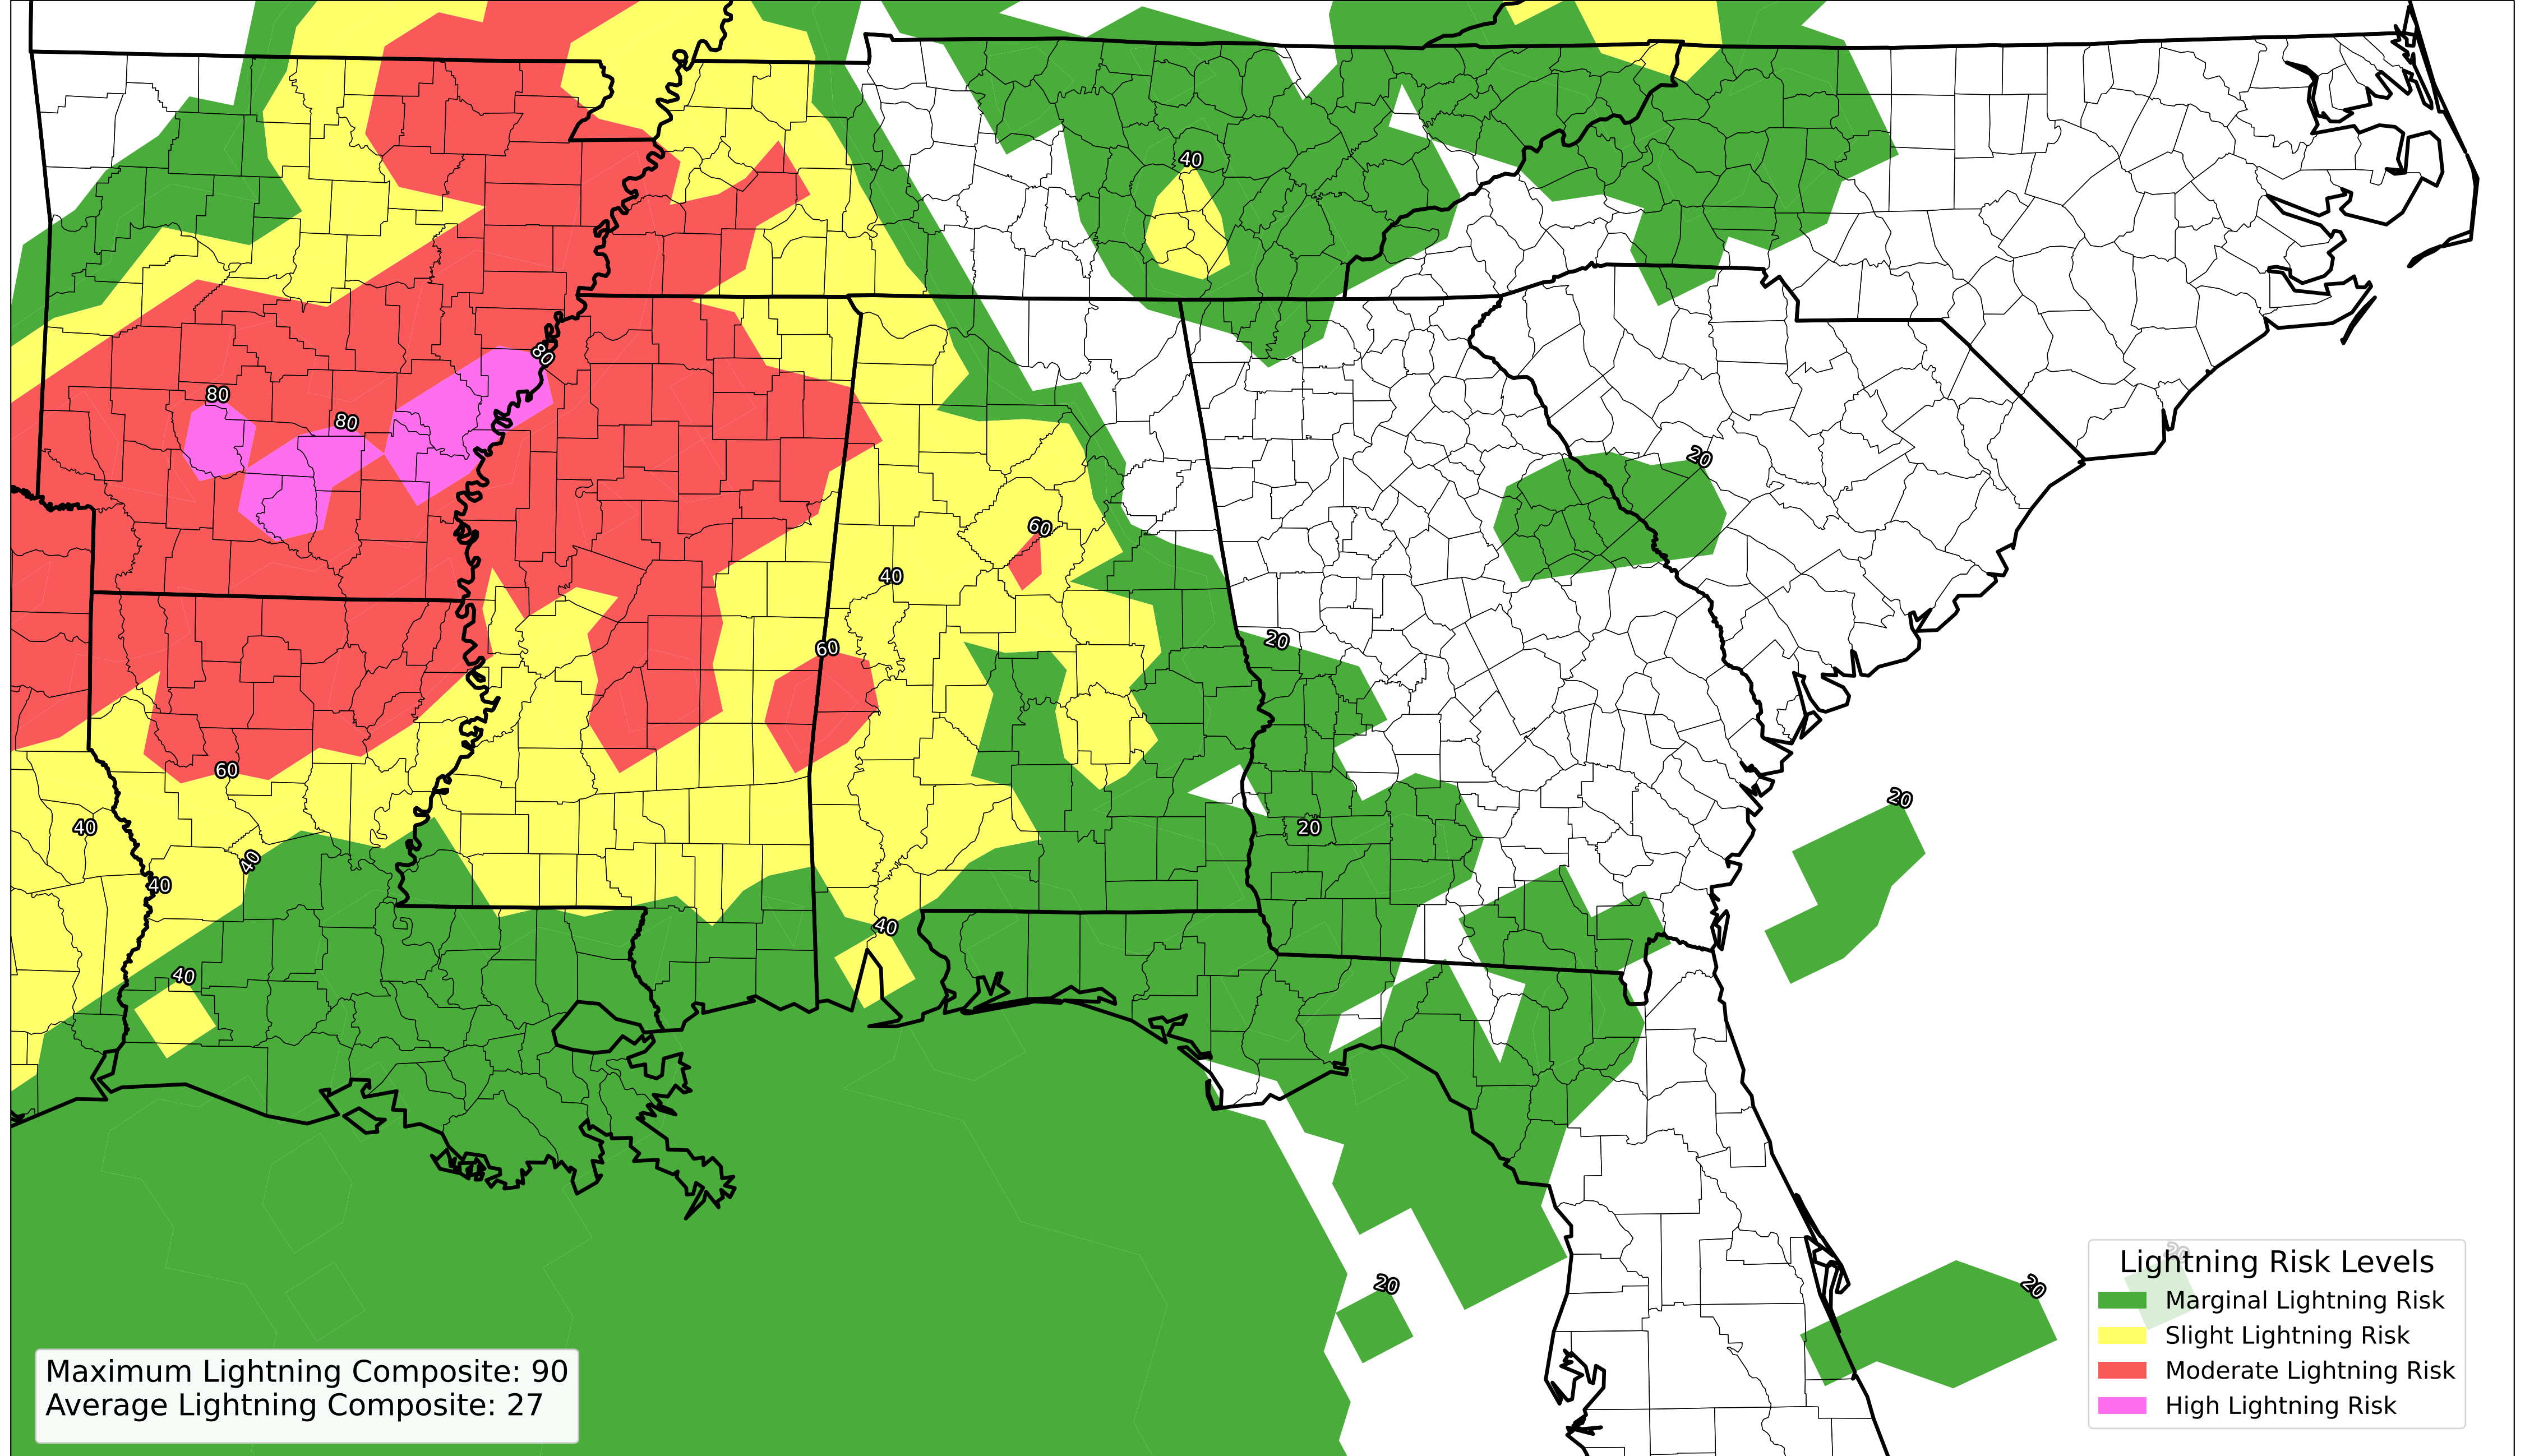 40
80
80
80
20
60
40
20
60
60
20
40
20
40
40
40
40
20
20
20
Lightning Risk Levels
Marginal Lightning Risk
Slight Lightning Risk
Moderate Lightning Risk
High Lightning Risk
Maximum Lightning Composite: 90
Average Lightning Composite: 27